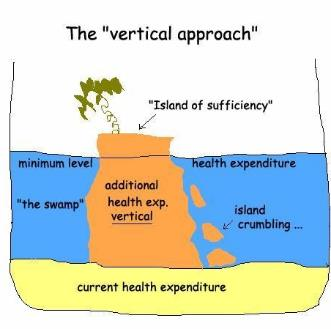 The "vertical approach"
"Island of sufficiency"
minimum level
health expenditure
additional
health exp.
vertical
"the swamp"
island
crumbling ...
current health expenditure